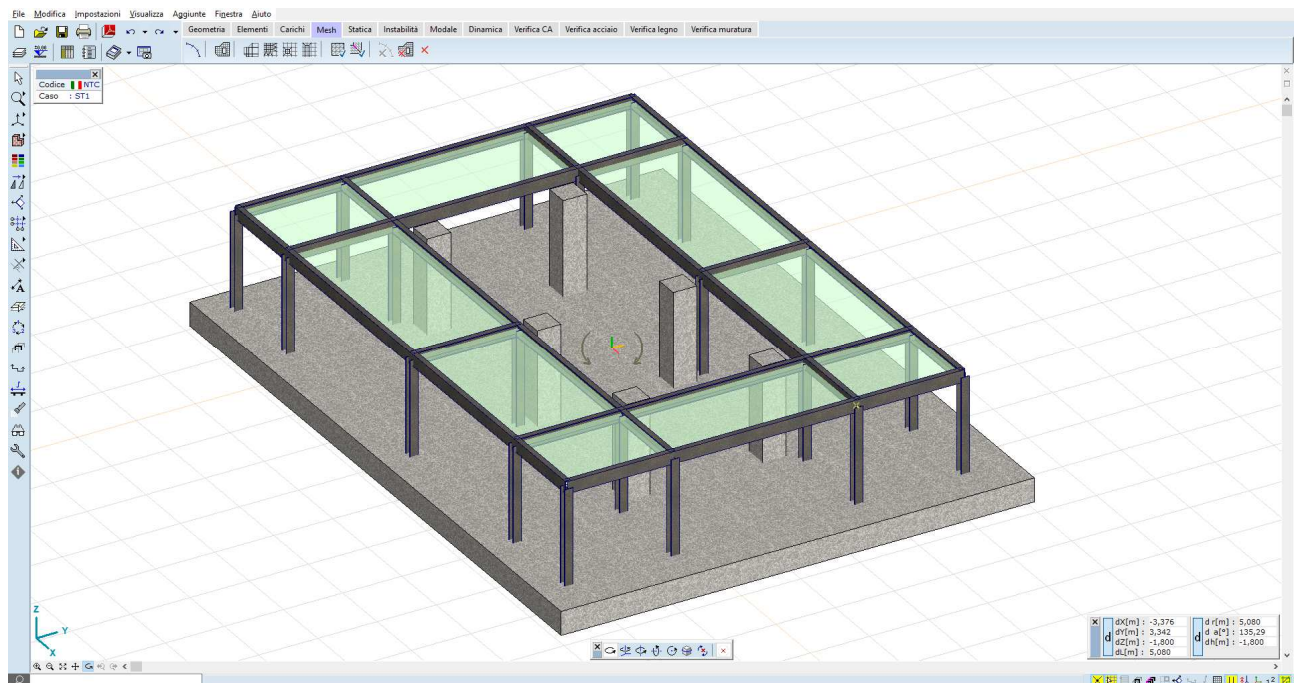 File Modifica Impostazioni Visualizza Aggiunte Finestra Aiuto
Geometria Elementi Carichi Mesh Statica Instabilità Modale Dinamica Verifica CA Verifica acciaio Verifica legno Verifica muratura
Codice NTC
Caso : ST1
Z
Y
X
d
dX[m] : -3,376
dY[m] : 3,342
dZ[m] : -1,800
dL[m] : 5,080
d
d r[m] : 5,080
d a[°] : 135,29
dh[m] : -1,800